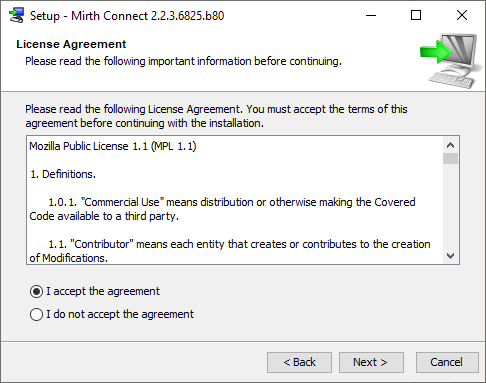 Setup - Mirth Connect 2.2.3.6825.b80
License Agreement
Please read the following important information before continuing.
Please read the following License Agreement. You must accept the terms of this
agreement before continuing with the installation.
Mozilla Public License 1.1 (MPL 1.1)
1. Definitions.
1.0.1. "Commercial Use" means distribution or otherwise making the Covered
Code available to a third party.
1.1. "Contributor" means each entity that creates or contributes to the creation
of Modifications.
I accept the agreement
I do not accept the agreement
< Back
Next >
Cancel